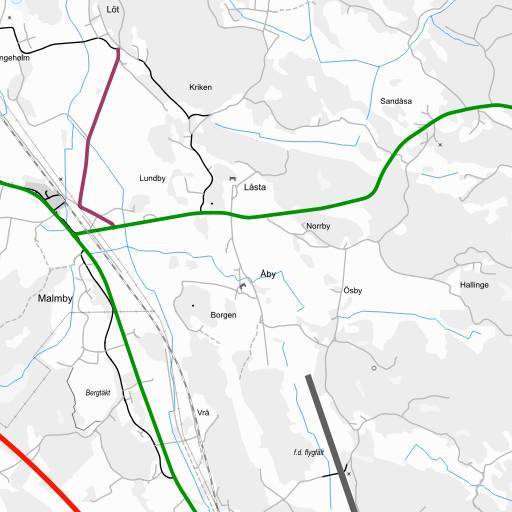 Löt
ngeholm
Kriken
Sandåsa
Lundby
Låsta
Norrby
Åby
Ösby
Hallinge
Malmby
Borgen
Bergtäkt
Vrå
f.d. flygfält